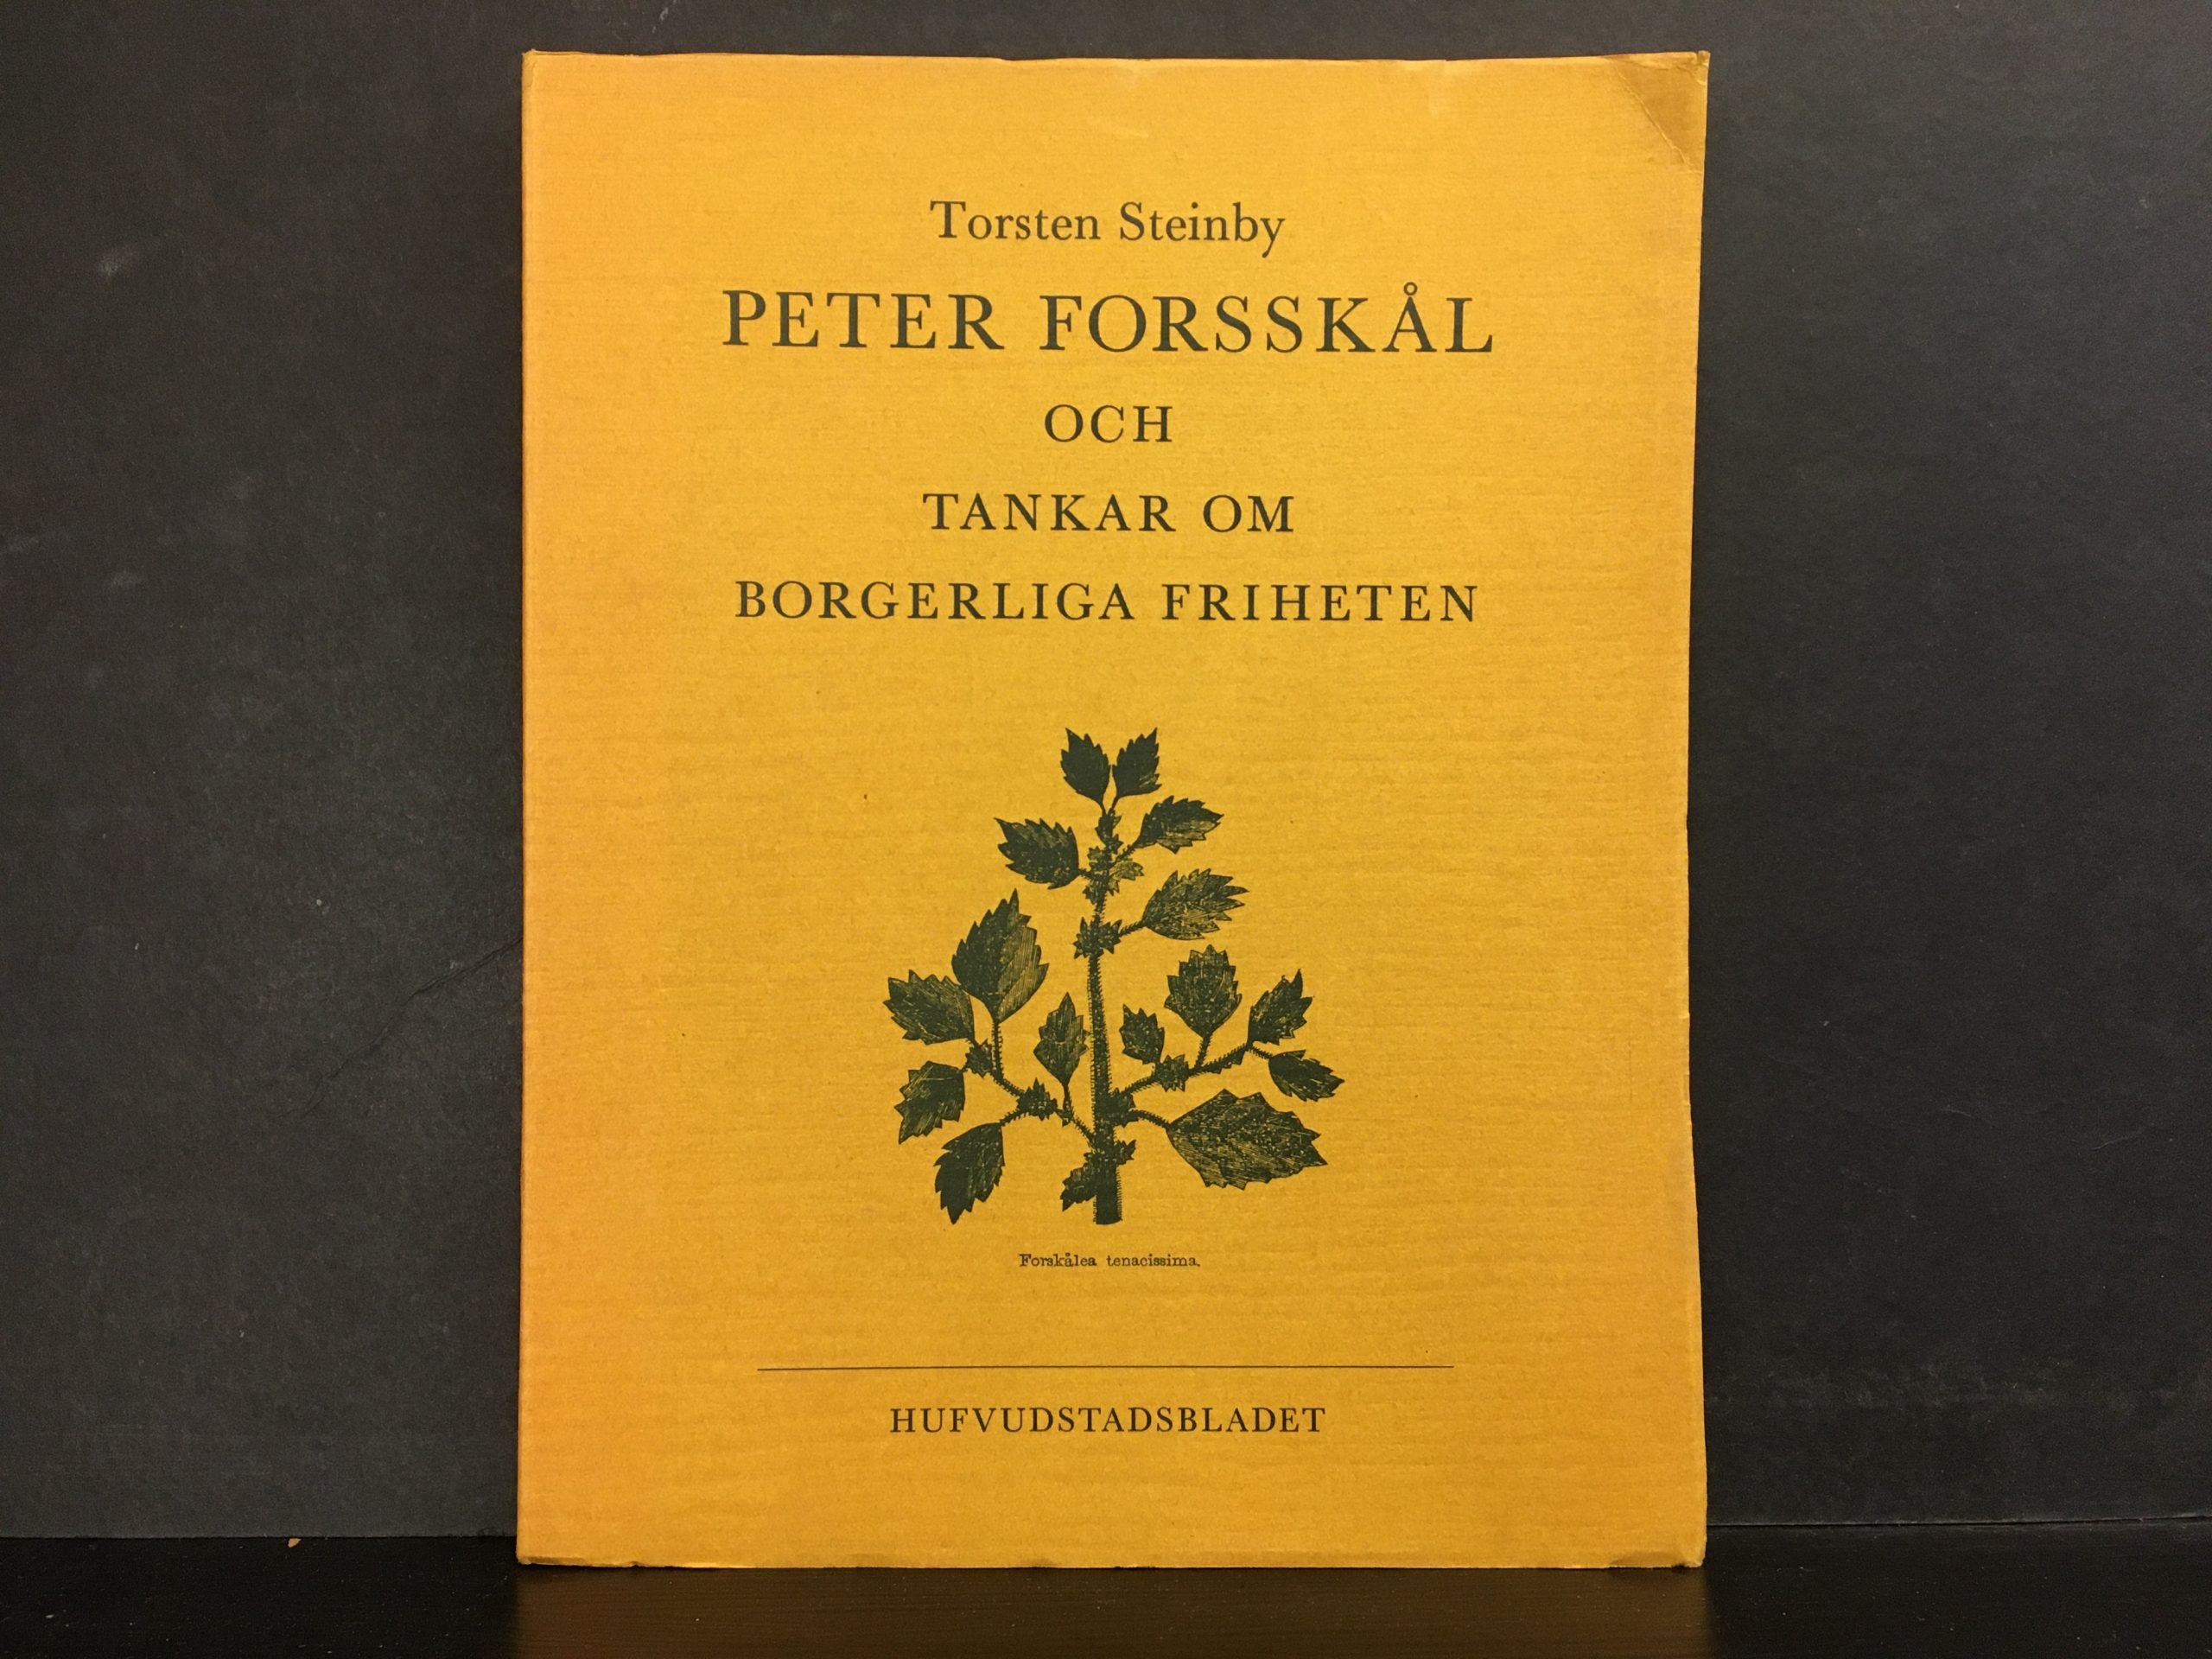 Torsten Steinby
PETER FORSSKÅL
OCH
TANKAR OM
BORGERLIGA FRIHETEN
Forskålea tenacissima.
HUFVUDSTADSBLADET